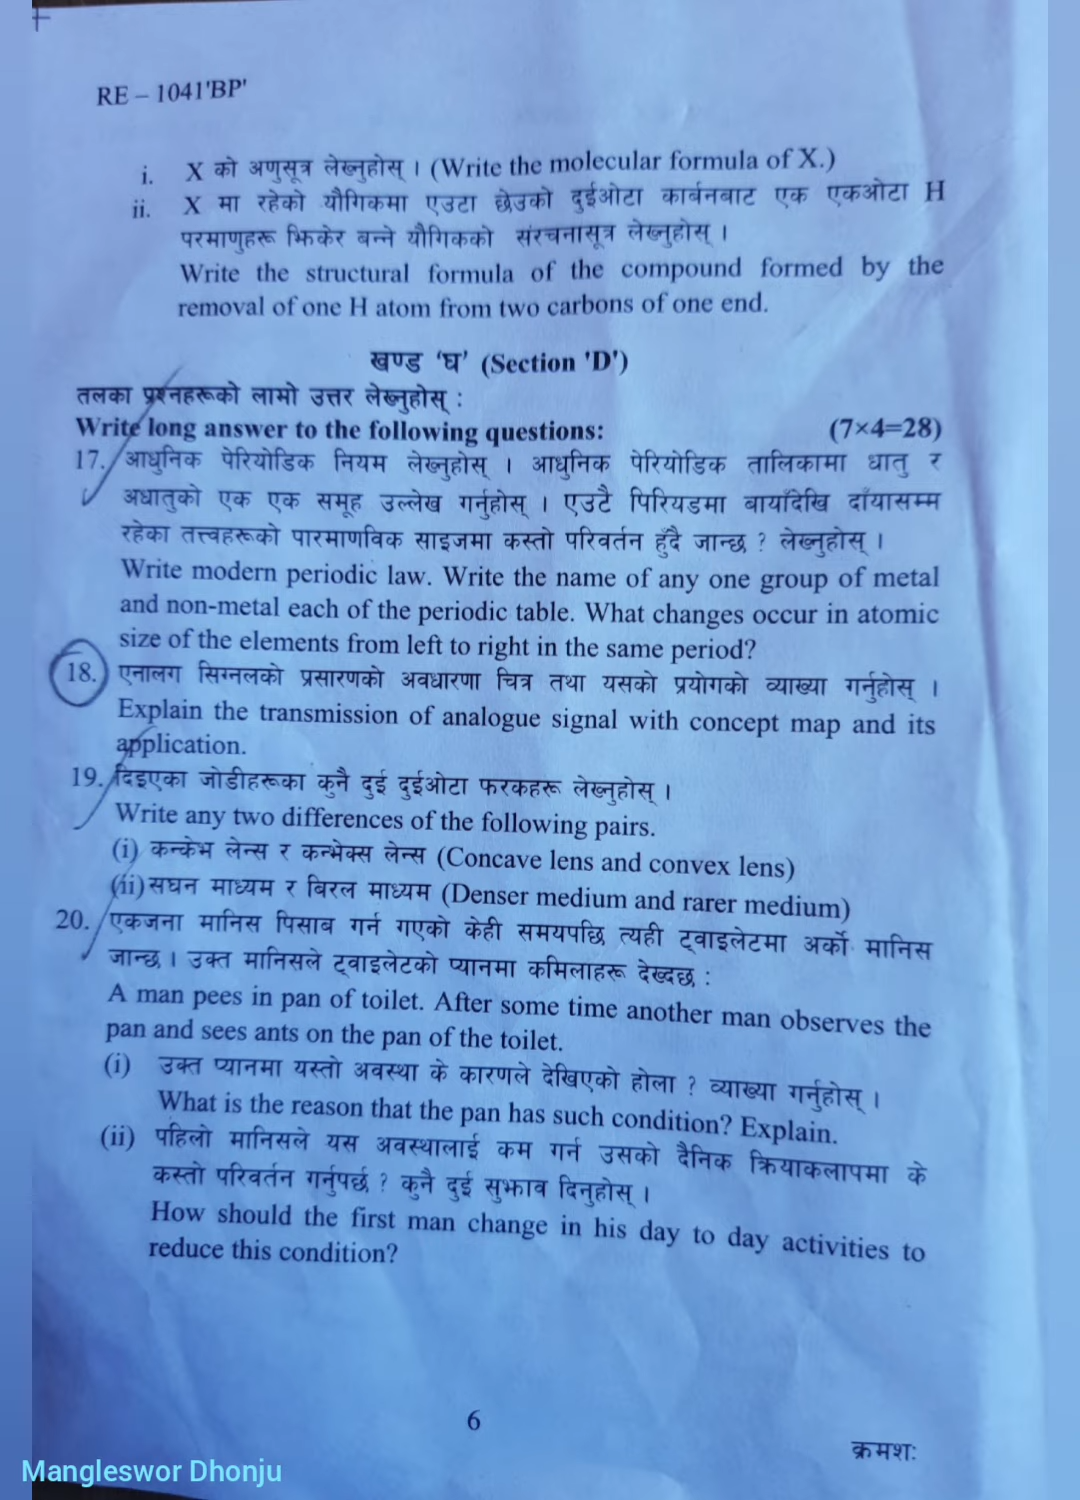 RE – 1041'BP'
i. X को अणुसूत्र लेख्नुहोस् । (Write the molecular formula of X.)
ii. X मा रहेको यौगिकमा एउटा छेउको दुईओटा कार्बनबाट एक एकओटा H
परमाणुहरू झिकेर बन्ने यौगिकको संरचनासूत्र लेख्नुहोस् ।
Write the structural formula of the compound formed by the
removal of one H atom from two carbons of one end.
खण्ड 'घ' (Section 'D')
तलका प्रश्नहरूको लामो उत्तर लेख्नुहोस् :
Write long answer to the following questions: (7×4=28)
17. आधुनिक पेरियोडिक नियम लेख्नुहोस् । आधुनिक पेरियोडिक तालिकामा धातु र
अधातुको एक एक समूह उल्लेख गर्नुहोस् । एउटै पिरियडमा बायाँदेखि दाँयासम्म
रहेका तत्त्वहरूको पारमाणविक साइजमा कस्तो परिवर्तन हुँदै जान्छ ? लेख्नुहोस् ।
Write modern periodic law. Write the name of any one group of metal
and non-metal each of the periodic table. What changes occur in atomic
size of the elements from left to right in the same period?
18. एनालग सिग्नलको प्रसारणको अवधारणा चित्र तथा यसको प्रयोगको व्याख्या गर्नुहोस् ।
Explain the transmission of analogue signal with concept map and its
application.
19. दिइएका जोडीहरूका कुनै दुई दुईओटा फरकहरू लेख्नुहोस् ।
Write any two differences of the following pairs.
(i) कन्केभ लेन्स र कन्भेक्स लेन्स (Concave lens and convex lens)
(ii) सघन माध्यम र बिरल माध्यम (Denser medium and rarer medium)
20. एकजना मानिस पिसाब गर्न गएको केही समयपछि त्यही ट्वाइलेटमा अर्को मानिस
जान्छ । उक्त मानिसले ट्वाइलेटको प्यानमा कमिलाहरू देख्दछ :
A man pees in pan of toilet. After some time another man observes the
pan and sees ants on the pan of the toilet.
(i) उक्त प्यानमा यस्तो अवस्था के कारणले देखिएको होला ? व्याख्या गर्नुहोस् ।
What is the reason that the pan has such condition? Explain.
(ii) पहिलो मानिसले यस अवस्थालाई कम गर्न उसको दैनिक क्रियाकलापमा के
कस्तो परिवर्तन गर्नुपर्छ ? कुनै दुई सुझाव दिनुहोस् ।
How should the first man change in his day to day activities to
reduce this condition?
6
क्रमशः
Mangleswor Dhonju